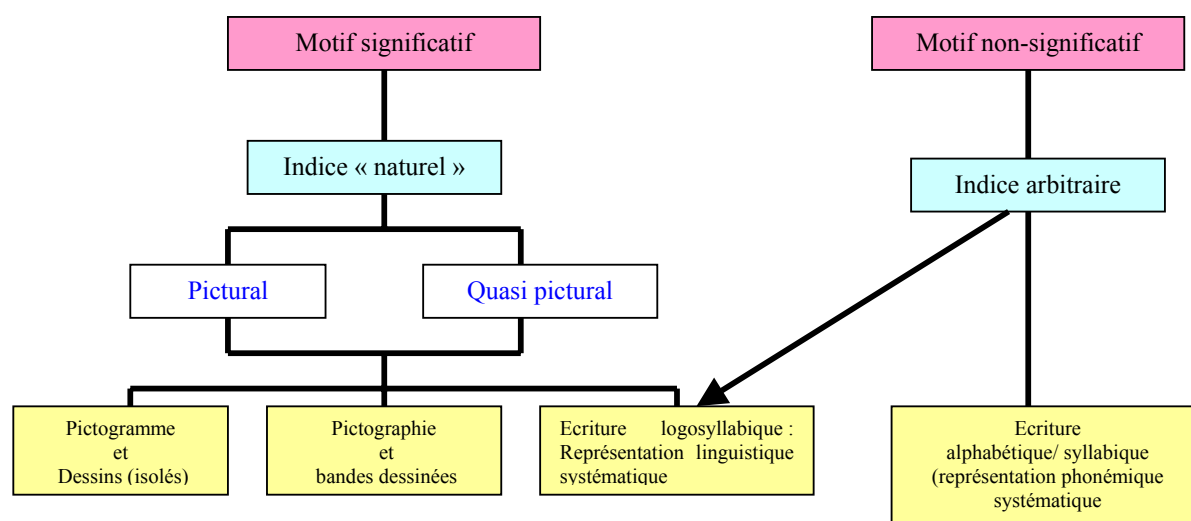 Motif significatif
Motif non-significatif
Indice « naturel »
Indice arbitraire
Pictural
Quasi pictural
Pictogramme
et
Dessins (isolés)
Pictographie
et
bandes dessinées
Ecriture logosyllabique :
Représentation linguistique
systématique
Ecriture
alphabétique/ syllabique
(représentation phonémique
systématique